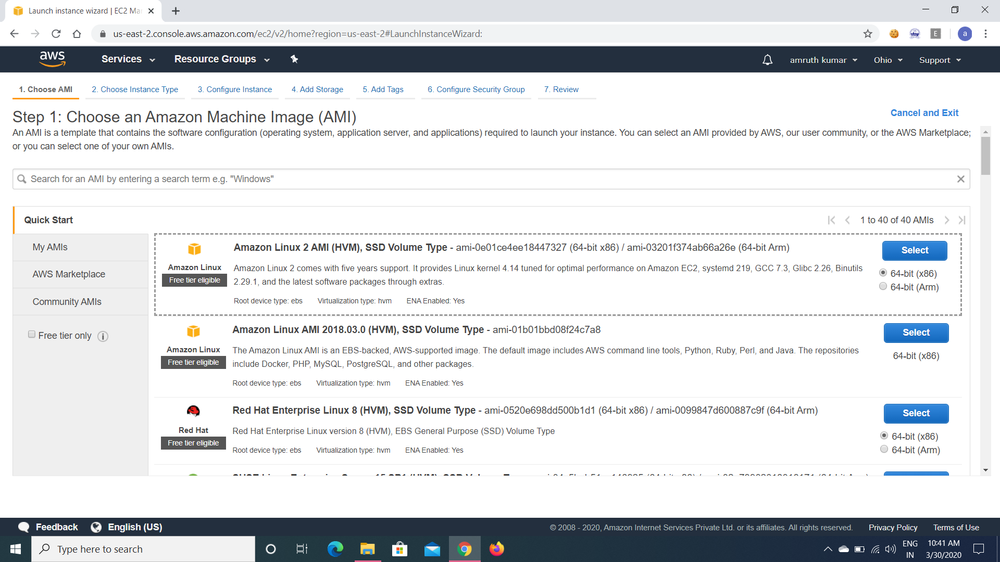 Launch instance wizard | EC2 Mar
us-east-2.console.aws.amazon.com/ec2/v2/home?region=us-east-2#LaunchInstanceWizard:
E
a
aws
Services
Resource Groups
amruth kumar
Ohio
Support
1. Choose AMI
2. Choose Instance Type
3. Configure Instance
4. Add Storage
5. Add Tags
6. Configure Security Group
7. Review
Step 1: Choose an Amazon Machine Image (AMI)
Cancel and Exit
An AMI is a template that contains the software configuration (operating system, application server, and applications) required to launch your instance. You can select an AMI provided by AWS, our user community, or the AWS Marketplace;
or you can select one of your own AMIs.
Search for an AMI by entering a search term e.g. "Windows"
Quick Start
1 to 40 of 40 AMIs
My AMIs
AWS Marketplace
Community AMIs
Free tier only
Amazon Linux
Free tier eligible
Amazon Linux 2 AMI (HVM), SSD Volume Type - ami-0e01ce4ee18447327 (64-bit x86) / ami-03201f374ab66a26e (64-bit Arm)
Amazon Linux 2 comes with five years support. It provides Linux kernel 4.14 tuned for optimal performance on Amazon EC2, systemd 219, GCC 7.3, Glibc 2.26, Binutils
2.29.1, and the latest software packages through extras.
Root device type: ebs Virtualization type: hvm ENA Enabled: Yes
Select
64-bit (x86)
64-bit (Arm)
Amazon Linux
Free tier eligible
Amazon Linux AMI 2018.03.0 (HVM), SSD Volume Type - ami-01b01bbd08f24c7a8
The Amazon Linux AMI is an EBS-backed, AWS-supported image. The default image includes AWS command line tools, Python, Ruby, Perl, and Java. The repositories
include Docker, PHP, MySQL, PostgreSQL, and other packages.
Root device type: ebs Virtualization type: hvm ENA Enabled: Yes
Select
64-bit (x86)
Red Hat
Free tier eligible
Red Hat Enterprise Linux 8 (HVM), SSD Volume Type - ami-0520e698dd500b1d1 (64-bit x86) / ami-0099847d600887c9f (64-bit Arm)
Red Hat Enterprise Linux version 8 (HVM), EBS General Purpose (SSD) Volume Type
Root device type: ebs Virtualization type: hvm ENA Enabled: Yes
Select
64-bit (x86)
64-bit (Arm)
Feedback
English (US)
© 2008 - 2020, Amazon Internet Services Private Ltd. or its affiliates. All rights reserved.
Privacy Policy
Terms of Use
Type here to search
ENG
IN
10:41 AM
3/30/2020